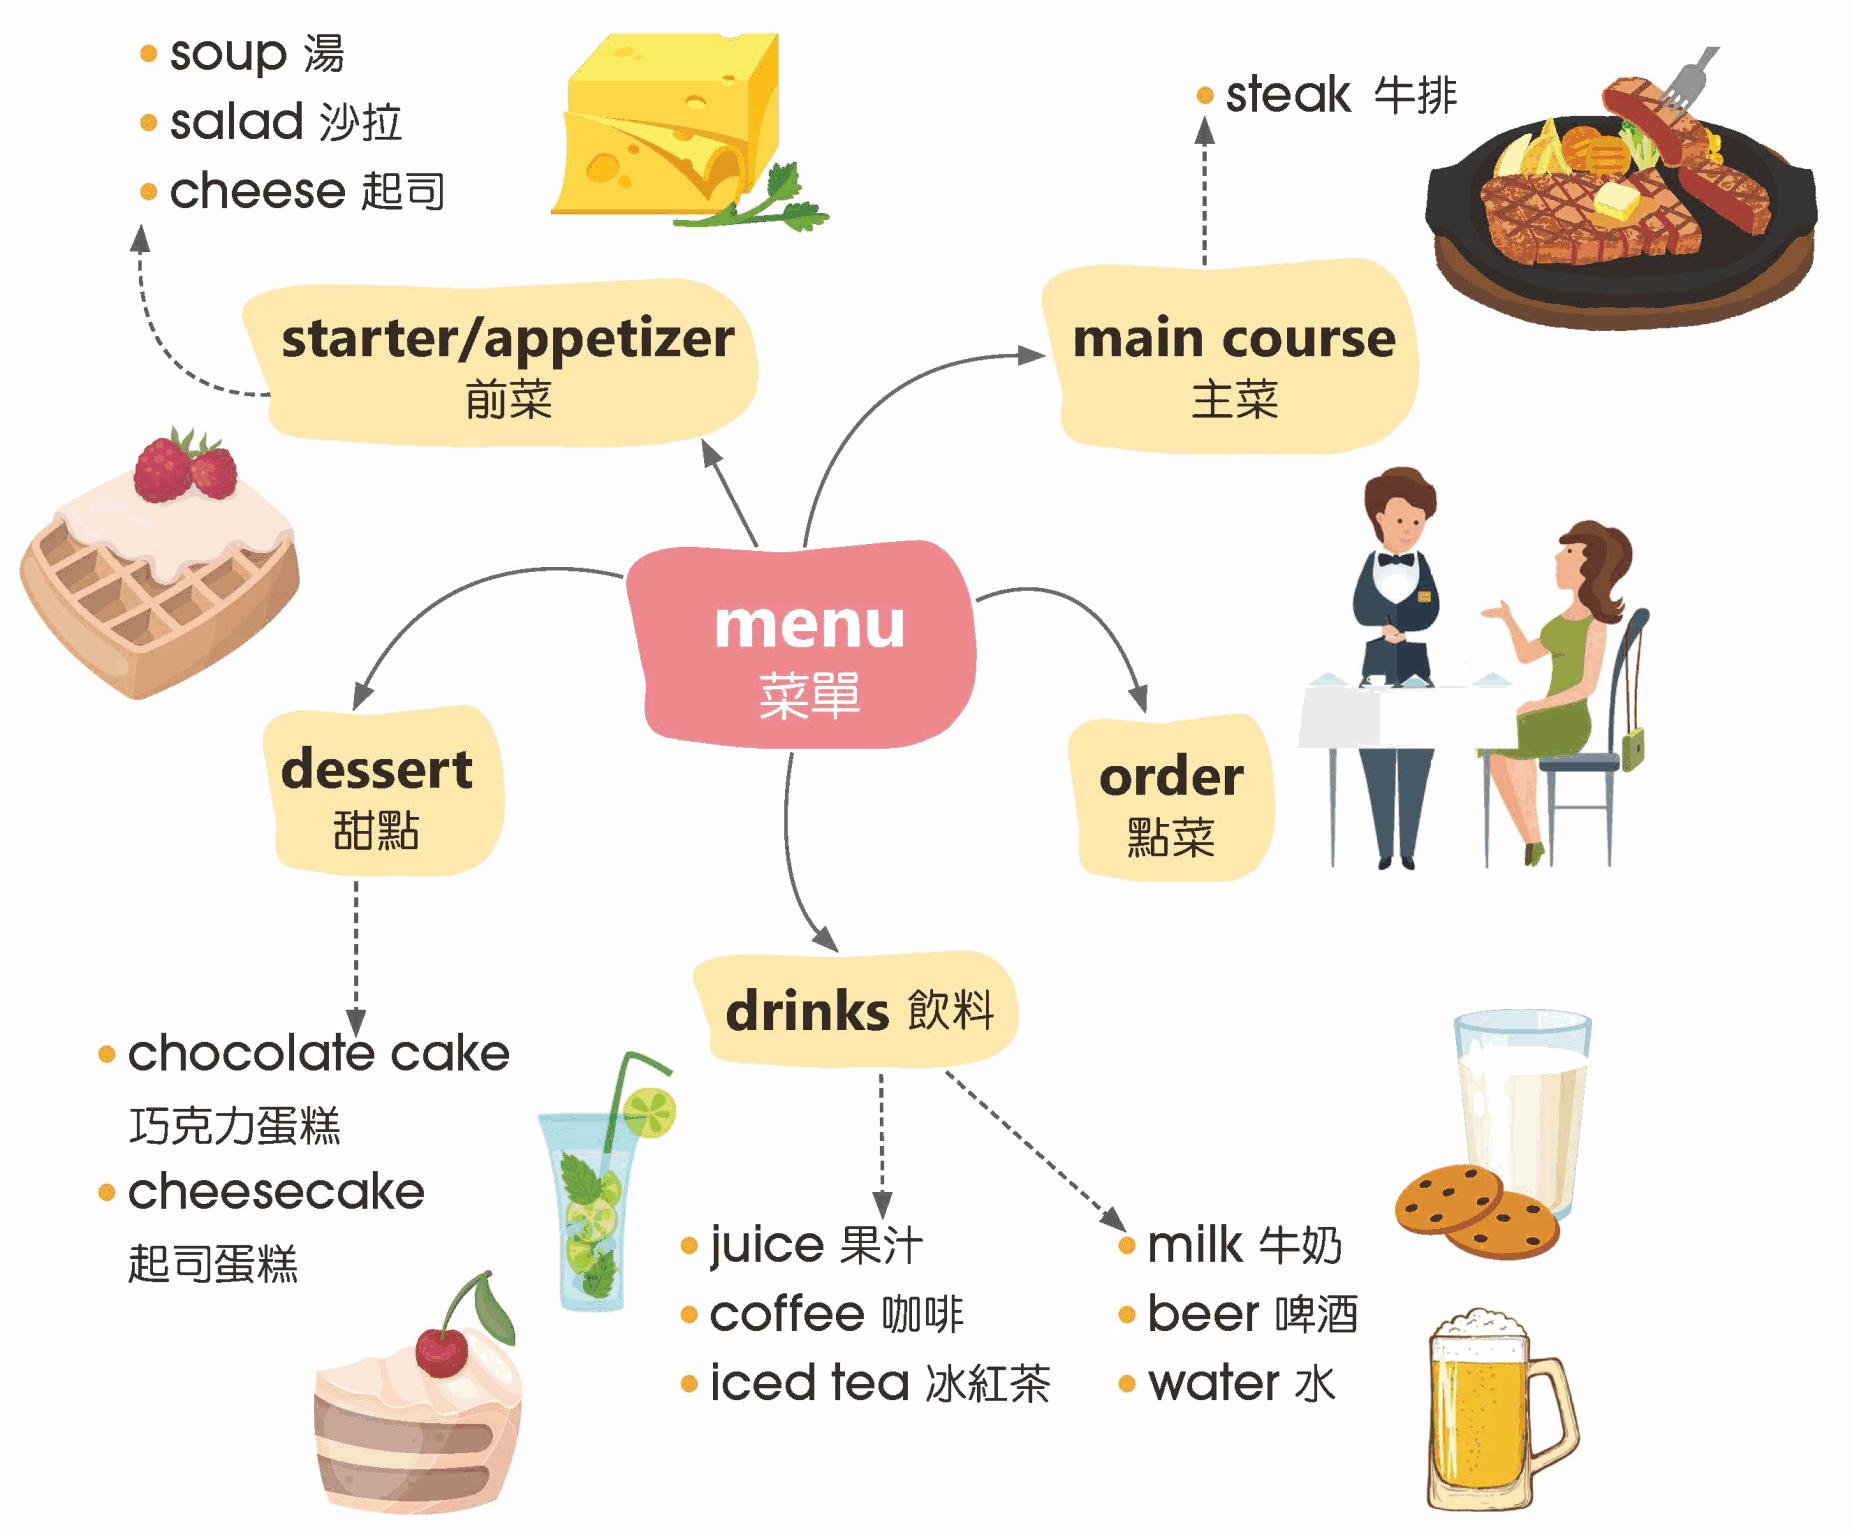 soup 湯
salad 沙拉
cheese 起司
steak 牛排
starter/appetizer
前菜
main course
主菜
menu
菜單
dessert
甜點
order
點菜
drinks 飲料
chocolate cake
巧克力蛋糕
cheesecake
起司蛋糕
juice 果汁
coffee 咖啡
iced tea 冰紅茶
milk 牛奶
beer 啤酒
water 水